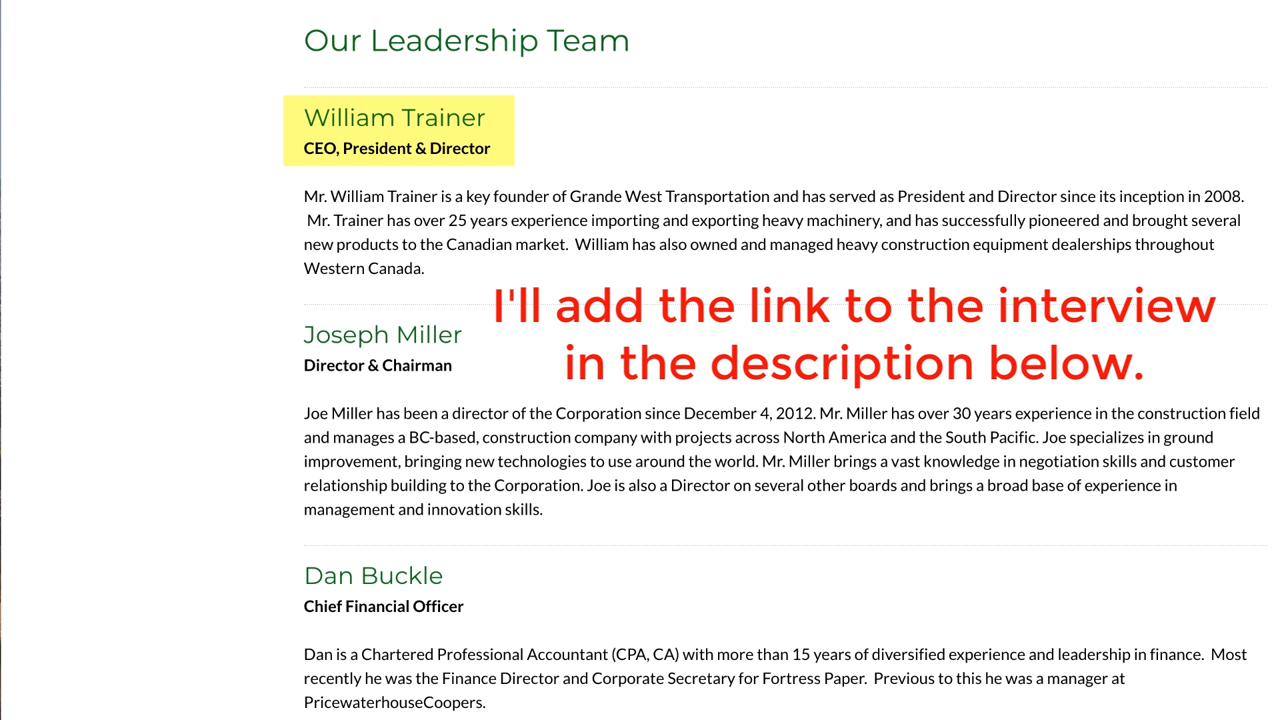 Our Leadership Team
William Trainer
CEO, President & Director
Mr. William Trainer is a key founder of Grande West Transportation and has served as President and Director since its inception in 2008.
Mr. Trainer has over 25 years experience importing and exporting heavy machinery, and has successfully pioneered and brought several
new products to the Canadian market.  William has also owned and managed heavy construction equipment dealerships throughout
Western Canada.
I'll add the link to the interview
in the description below.
Joseph Miller
Director & Chairman
Joe Miller has been a director of the Corporation since December 4, 2012. Mr. Miller has over 30 years experience in the construction field
and manages a BC-based, construction company with projects across North America and the South Pacific. Joe specializes in ground
improvement, bringing new technologies to use around the world. Mr. Miller brings a vast knowledge in negotiation skills and customer
relationship building to the Corporation. Joe is also a Director on several other boards and brings a broad base of experience in
management and innovation skills.
Dan Buckle
Chief Financial Officer
Dan is a Chartered Professional Accountant (CPA, CA) with more than 15 years of diversified experience and leadership in finance.  Most
recently he was the Finance Director and Corporate Secretary for Fortress Paper.  Previous to this he was a manager at
PricewaterhouseCoopers.